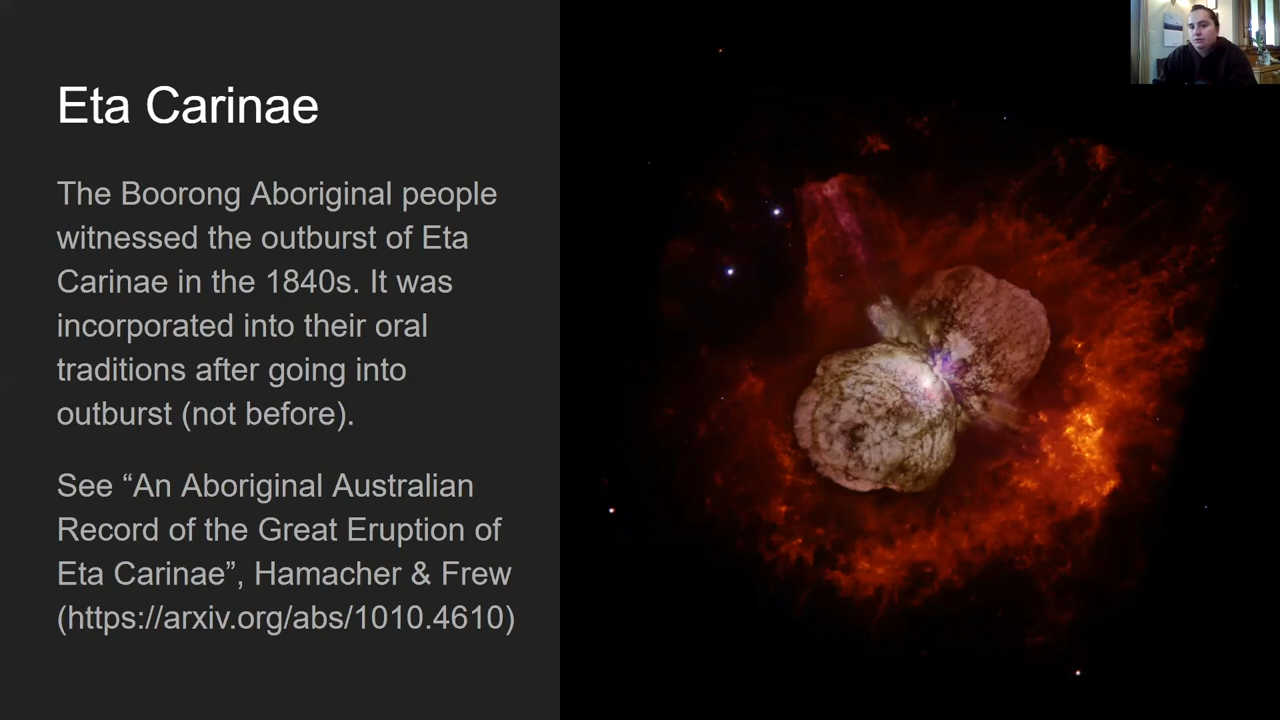 Eta Carinae
The Boorong Aboriginal people
witnessed the outburst of Eta
Carinae in the 1840s. It was
incorporated into their oral
traditions after going into
outburst (not before).
See “An Aboriginal Australian
Record of the Great Eruption of
Eta Carinae”, Hamacher & Frew
(https://arxiv.org/abs/1010.4610)